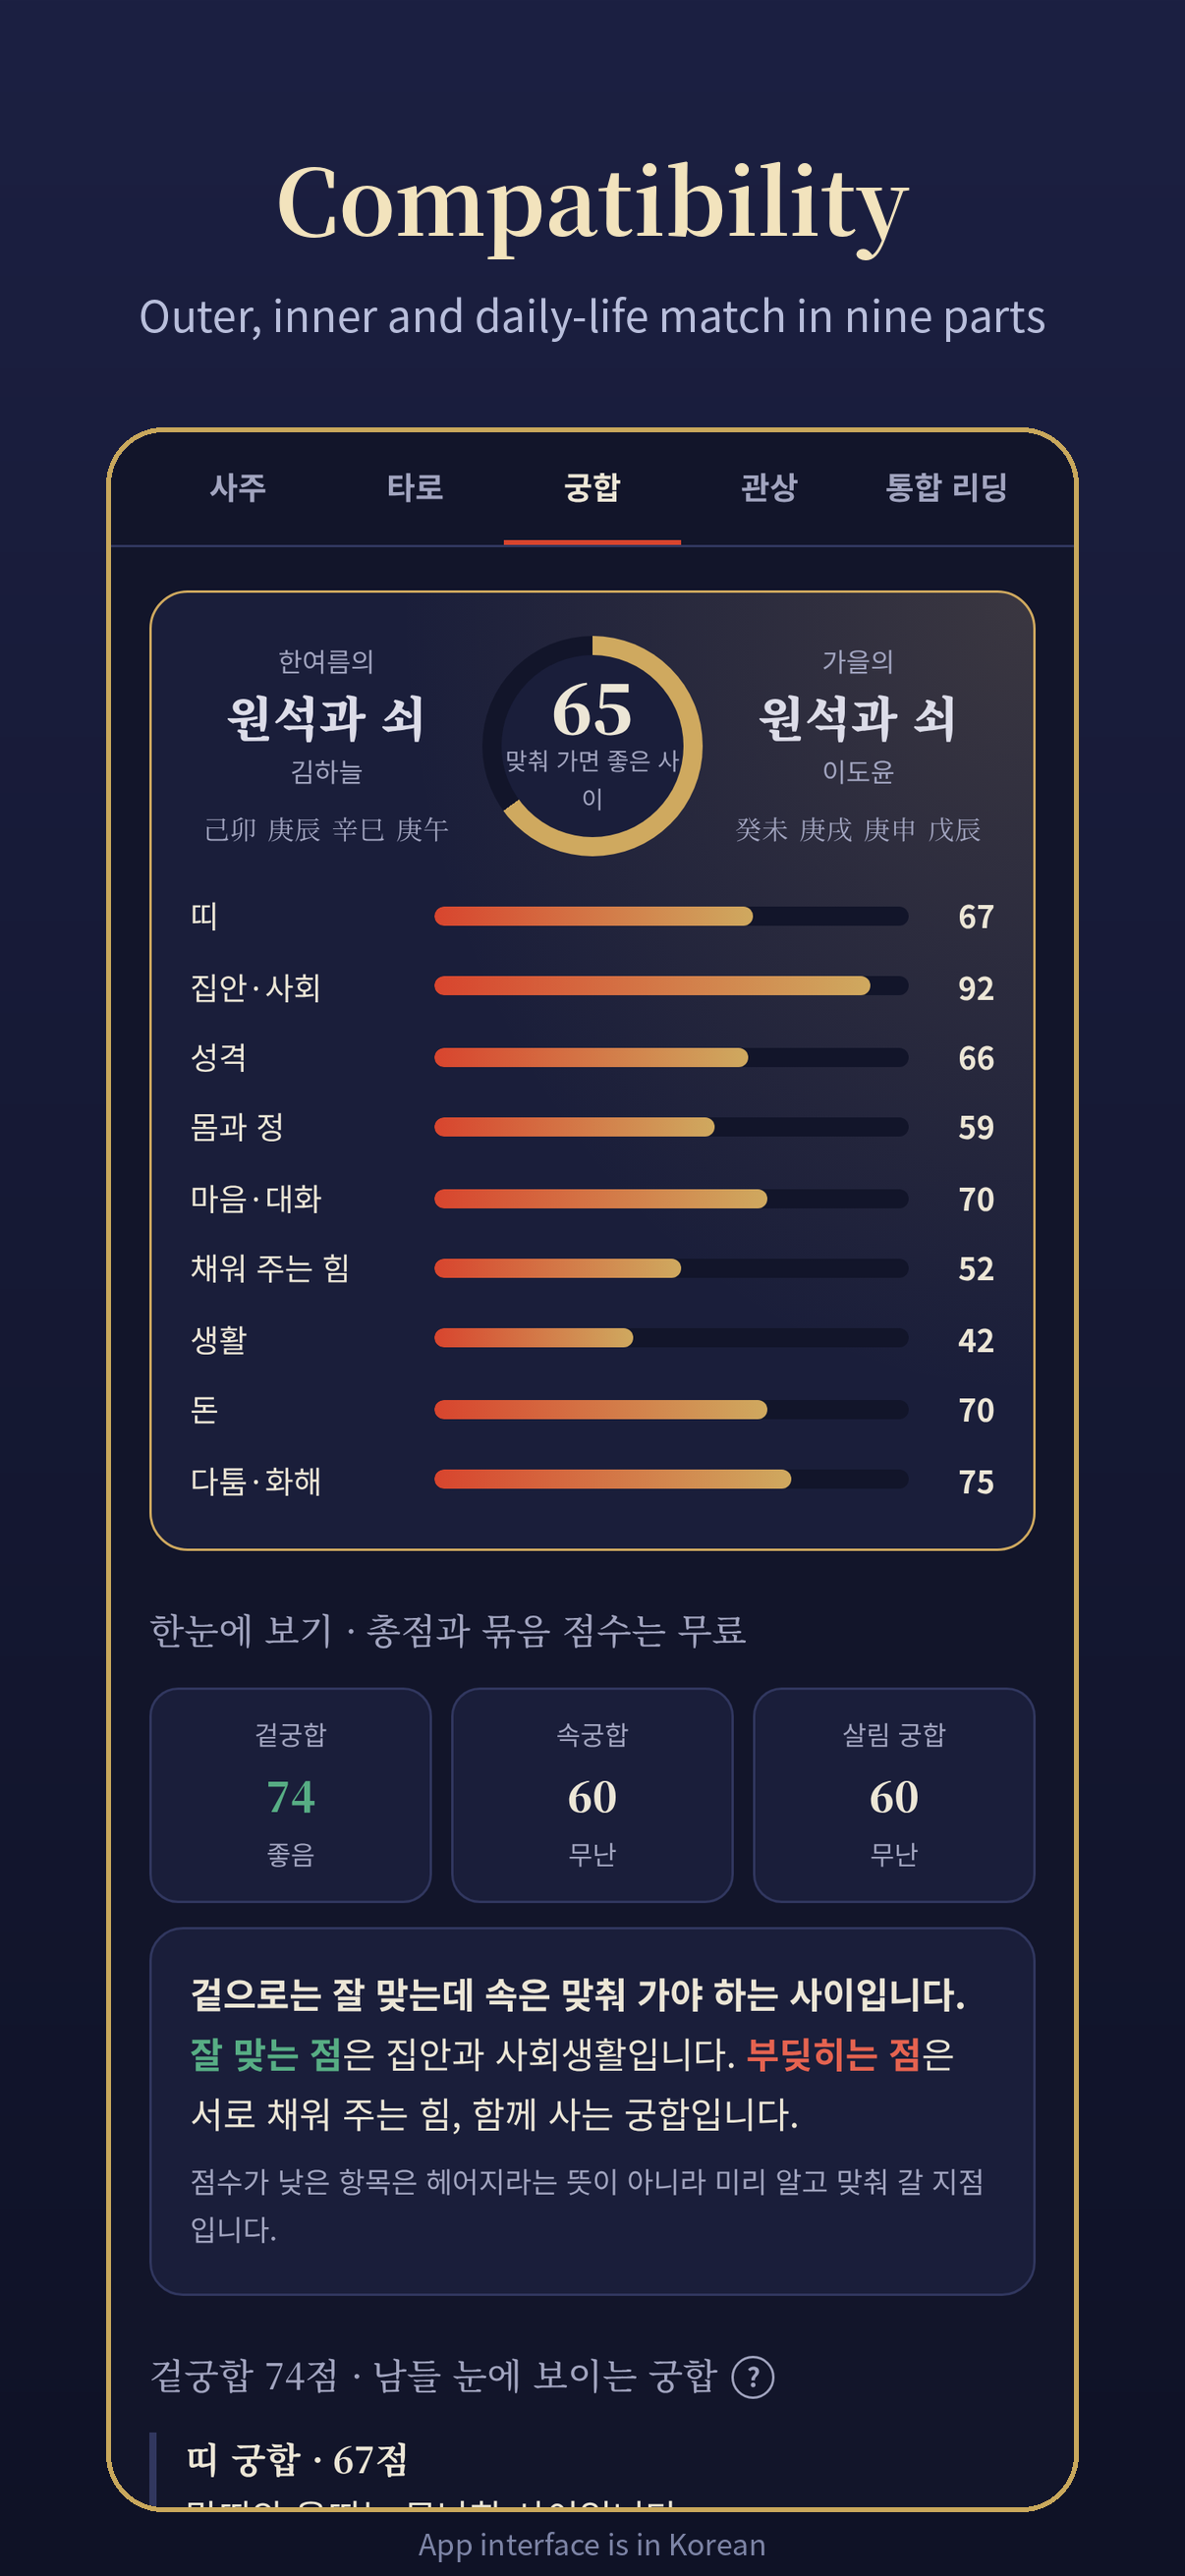 Compatibility
Outer, inner and daily-life match in nine parts
사주 타로 궁합 관상 통합 리딩
한여름의
원석과 쇠
김하늘
己卯 庚辰 辛巳 庚午
65
맞춰 가면 좋은 사
이
가을의
원석과 쇠
이도윤
癸未 庚戌 庚申 戊辰
띠 67
집안·사회 92
성격 66
몸과 정 59
마음·대화 70
채워 주는 힘 52
생활 42
돈 70
다툼·화해 75
한눈에 보기 · 총점과 묶음 점수는 무료
겉궁합 속궁합 살림 궁합
74 60 60
좋음 무난 무난
겉으로는 잘 맞는데 속은 맞춰 가야 하는 사이입니다.
잘 맞는 점은 집안과 사회생활입니다. 부딪히는 점은
서로 채워 주는 힘, 함께 사는 궁합입니다.
점수가 낮은 항목은 헤어지라는 뜻이 아니라 미리 알고 맞춰 갈 지점
입니다.
겉궁합 74점 · 남들 눈에 보이는 궁합 ?
띠 궁합 · 67점
App interface is in Korean